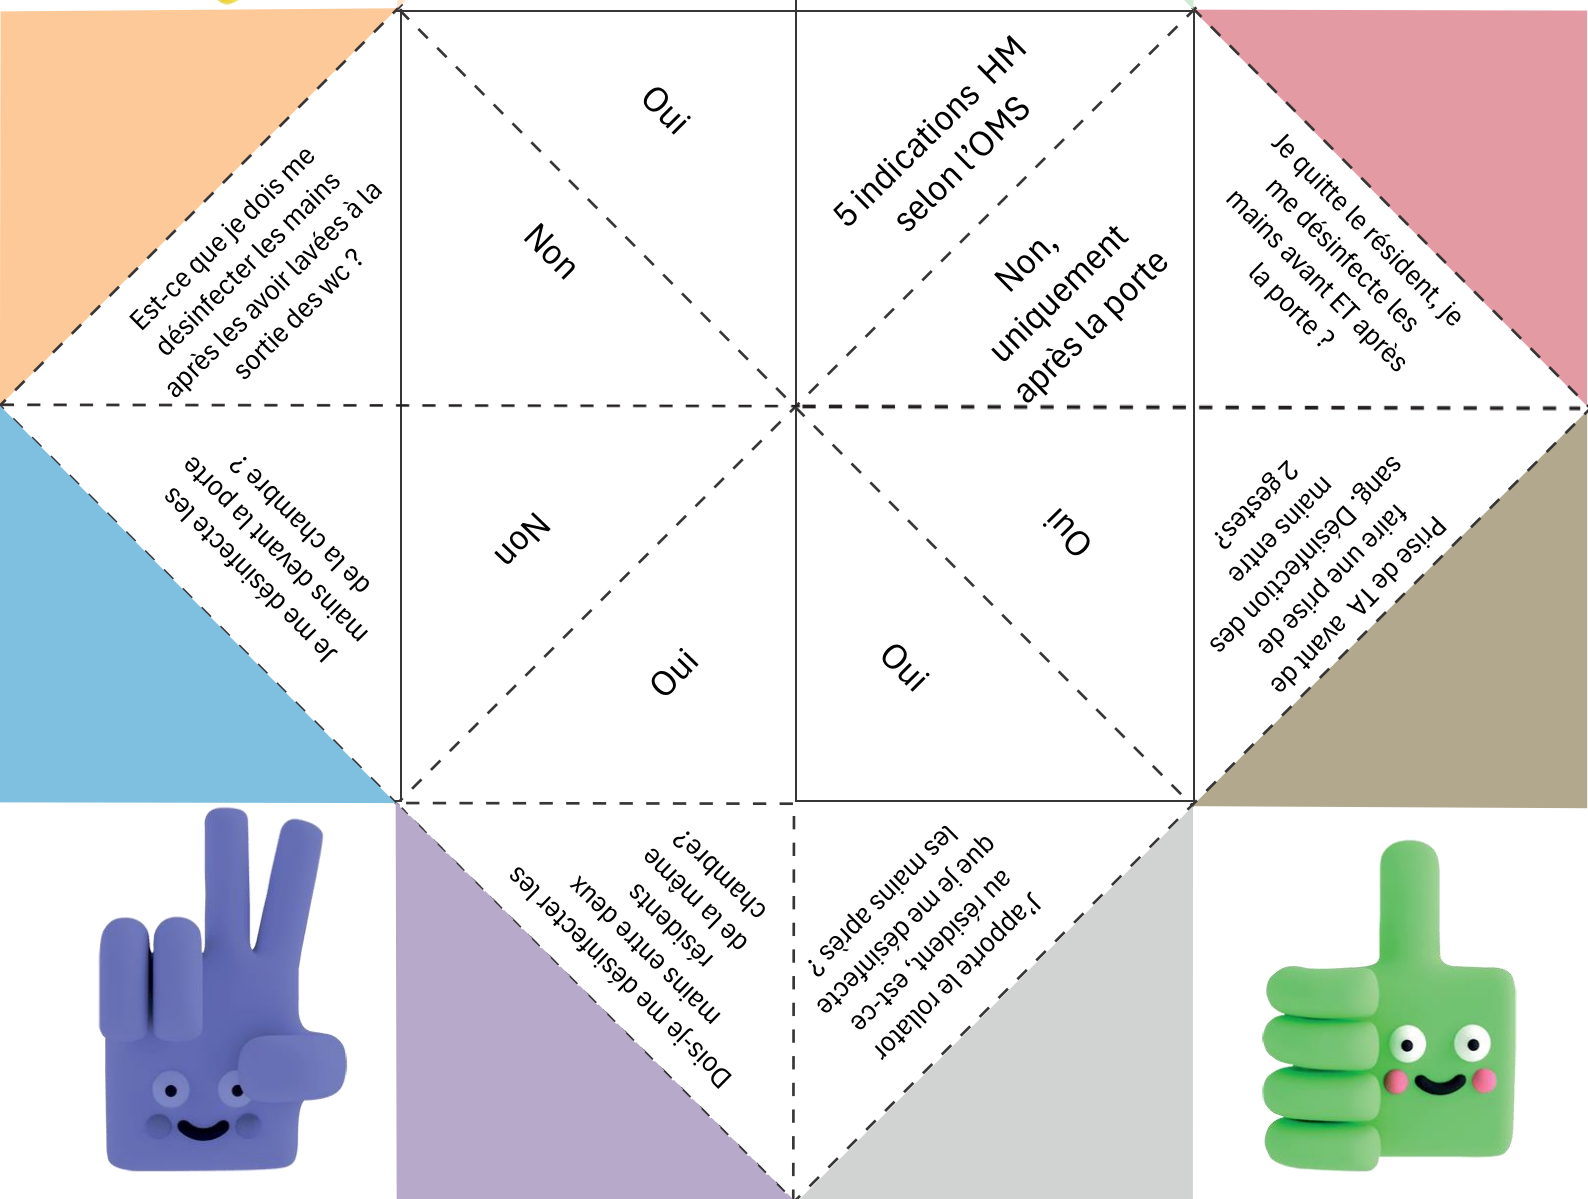 Oui
Non
5 indications HM
selon l’OMS
Non,
uniquement
après la porte
Est-ce que je dois me
désinfecter les mains
après les avoir lavées à la
sortie des wc ?
Je quitte le résident, je
me désinfecte les
mains avant ET après
la porte ?
Je me désinfecte les
mains devant la porte
de la chambre ?
Non
Oui
Oui
Oui
Prise de TA avant de
faire une prise de
sang. Désinfection des
mains entre
2gestes?
Dois-je me désinfecter les
mains entre deux
résidents
de la même
chambre?
J’apporte le rollator
au résident, est-ce
que je me désinfecte
les mains après ?